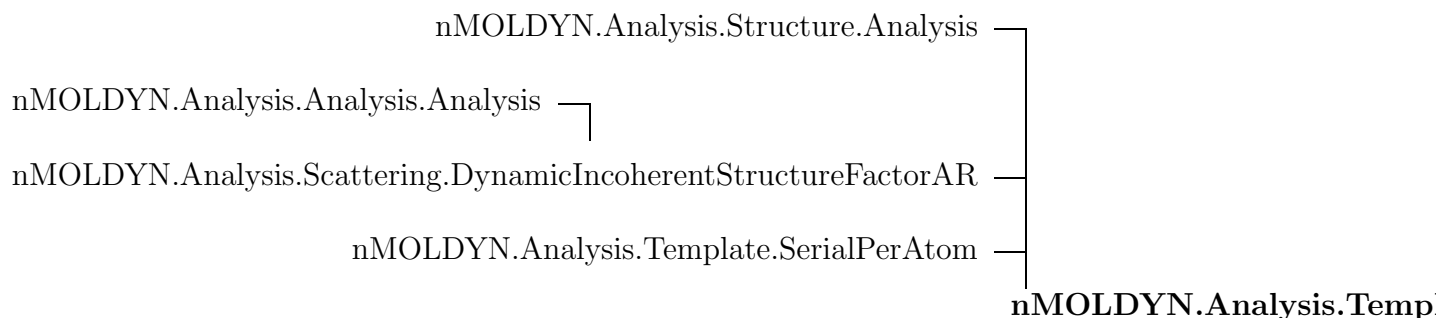 nMOLDYN.Analysis.Structure.Analysis
nMOLDYN.Analysis.Analysis.Analysis
nMOLDYN.Analysis.Scattering.DynamicIncoherentStructureFactorAR
nMOLDYN.Analysis.Template.SerialPerAtom
nMOLDYN.Analysis.Templ